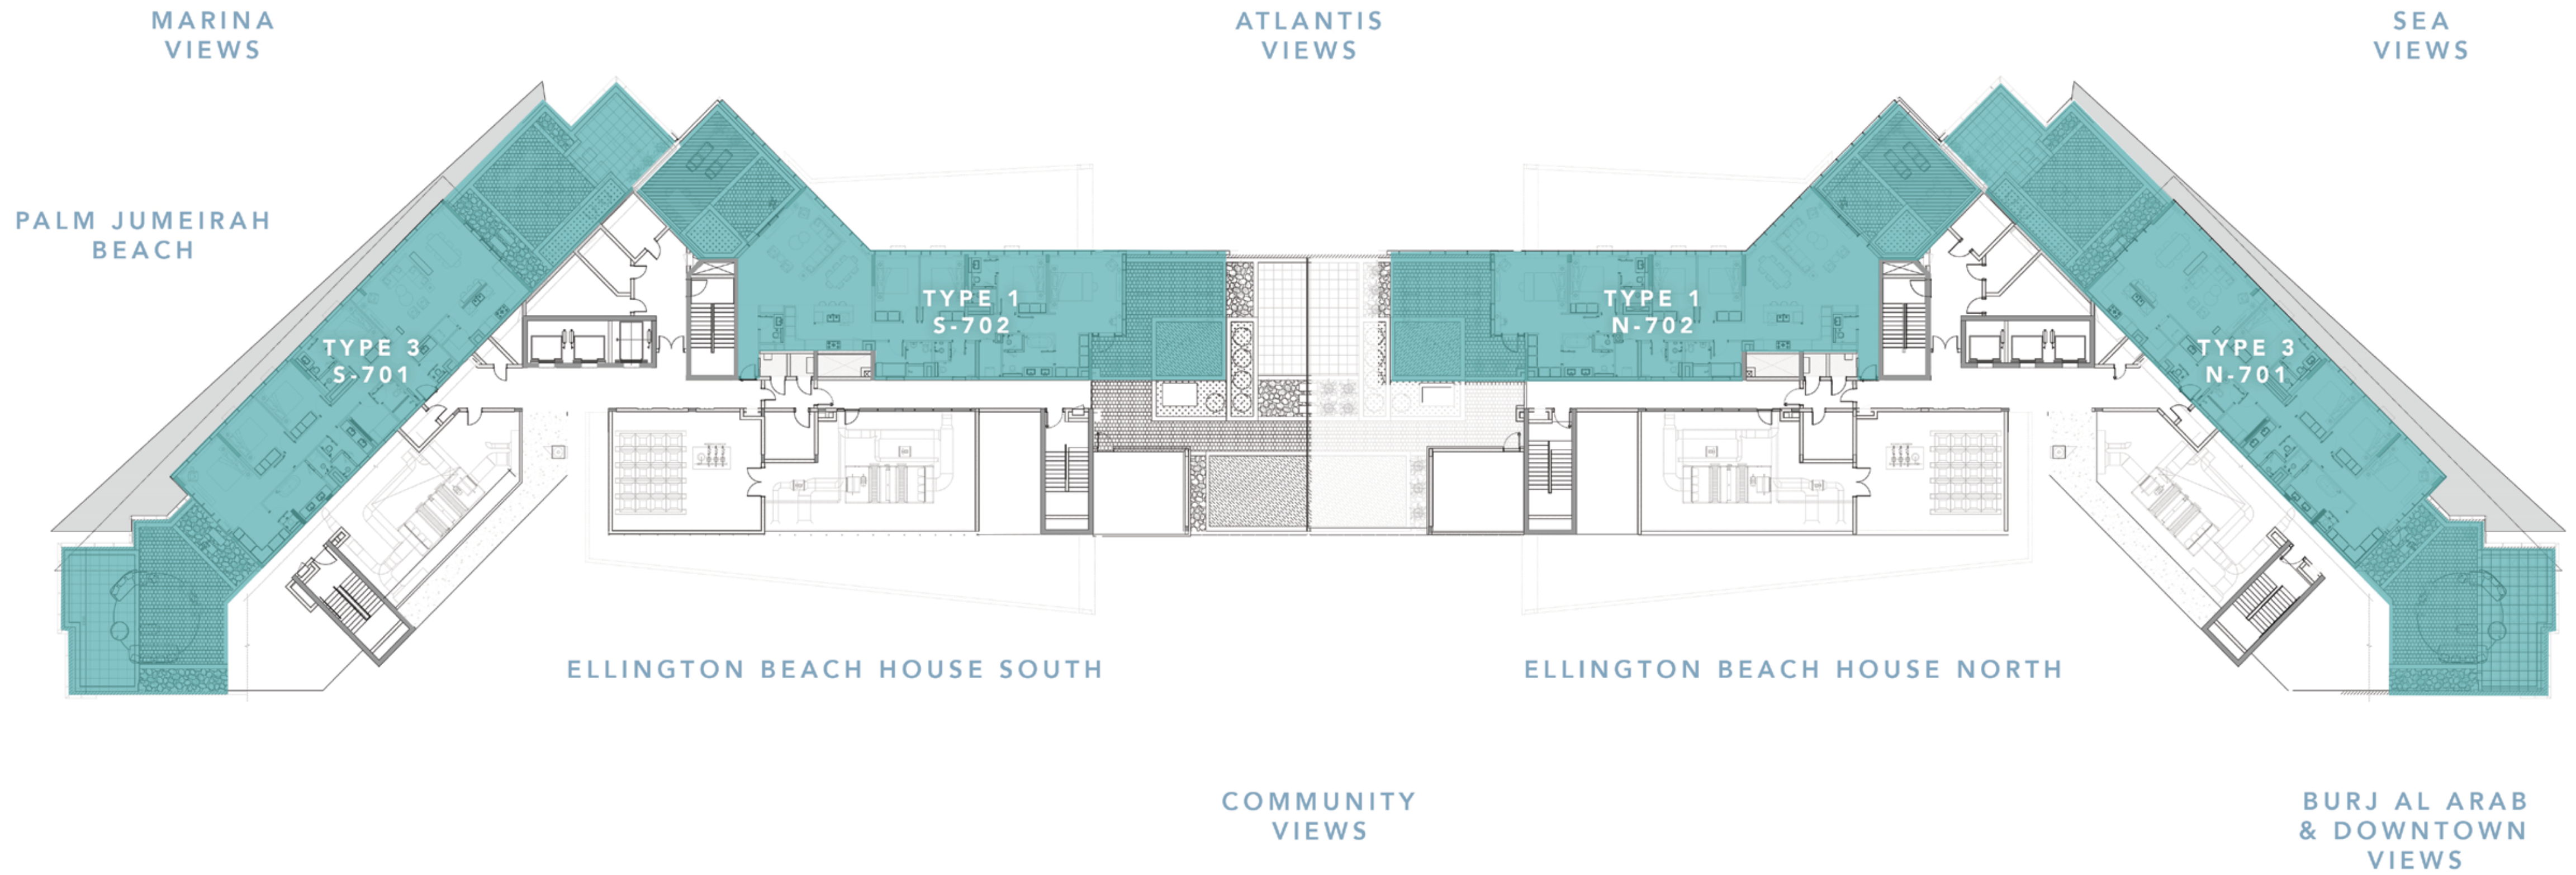 MARINA
VIEWS
ATLANTIS
VIEWS
SEA
VIEWS
PALM JUMEIRAH
BEACH
TYPE 3
S-701
TYPE 1
S-702
TYPE 1
N-702
TYPE 3
N-701
ELLINGTON BEACH HOUSE SOUTH
ELLINGTON BEACH HOUSE NORTH
COMMUNITY
VIEWS
BURJ AL ARAB
& DOWNTOWN
VIEWS